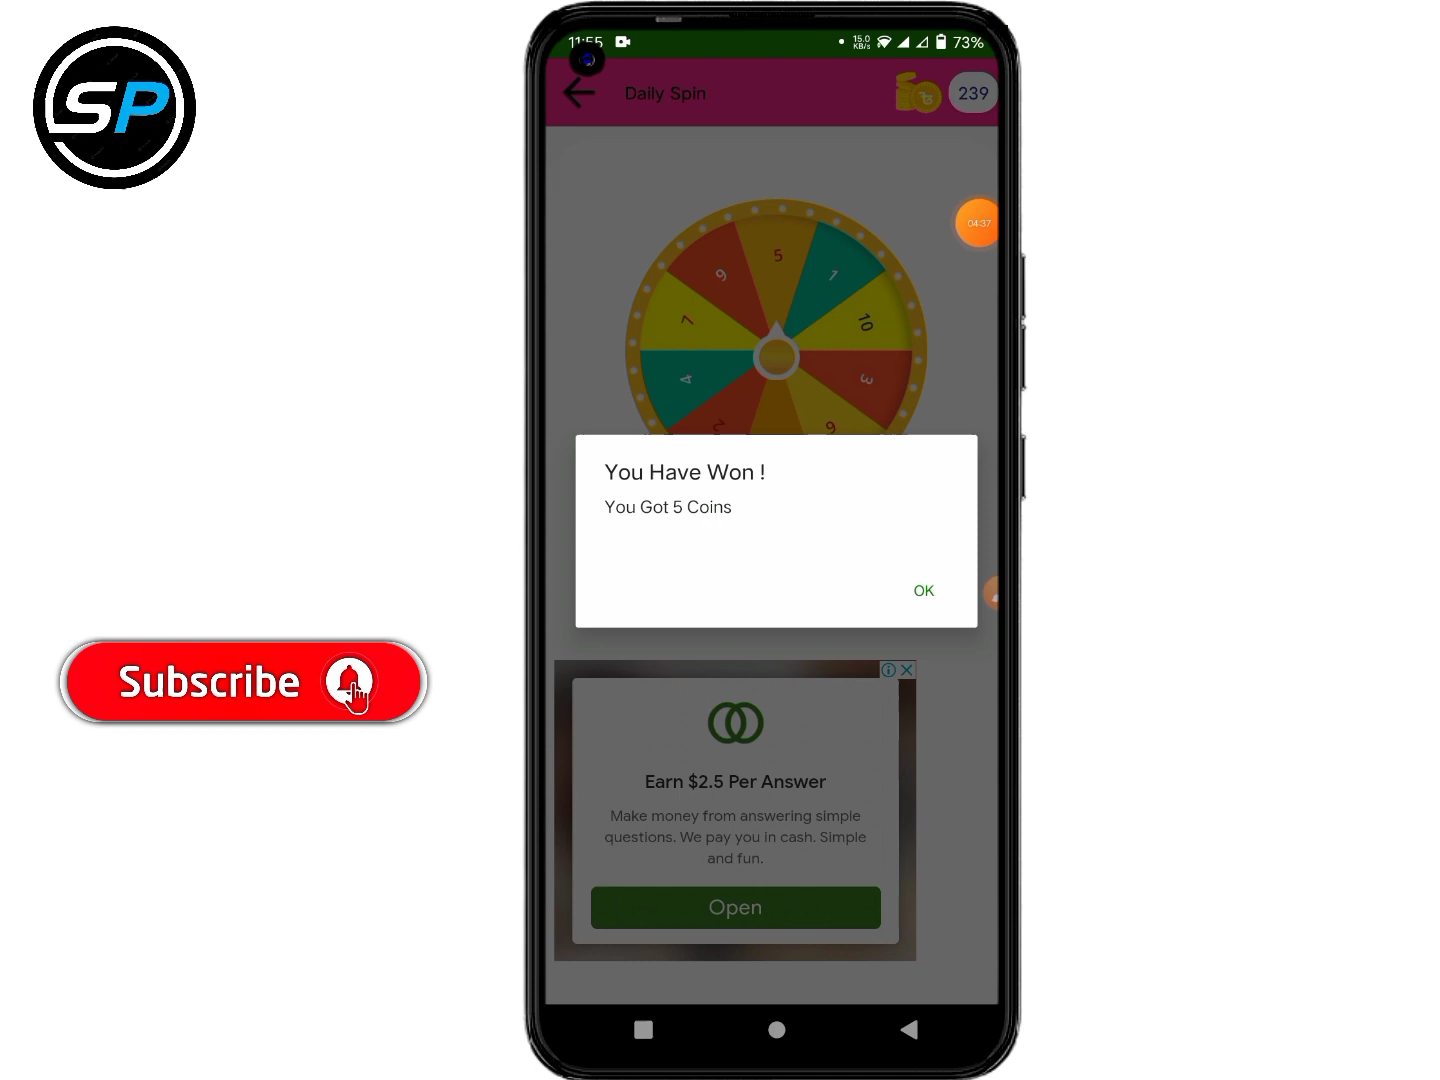 SP
11:55
15.0
KB/s
73%
Daily Spin
239
04:37
5
1
10
3
6
2
4
7
9
You Have Won !
You Got 5 Coins
OK
Subscribe
Earn $2.5 Per Answer
Make money from answering simple
questions. We pay you in cash. Simple
and fun.
Open